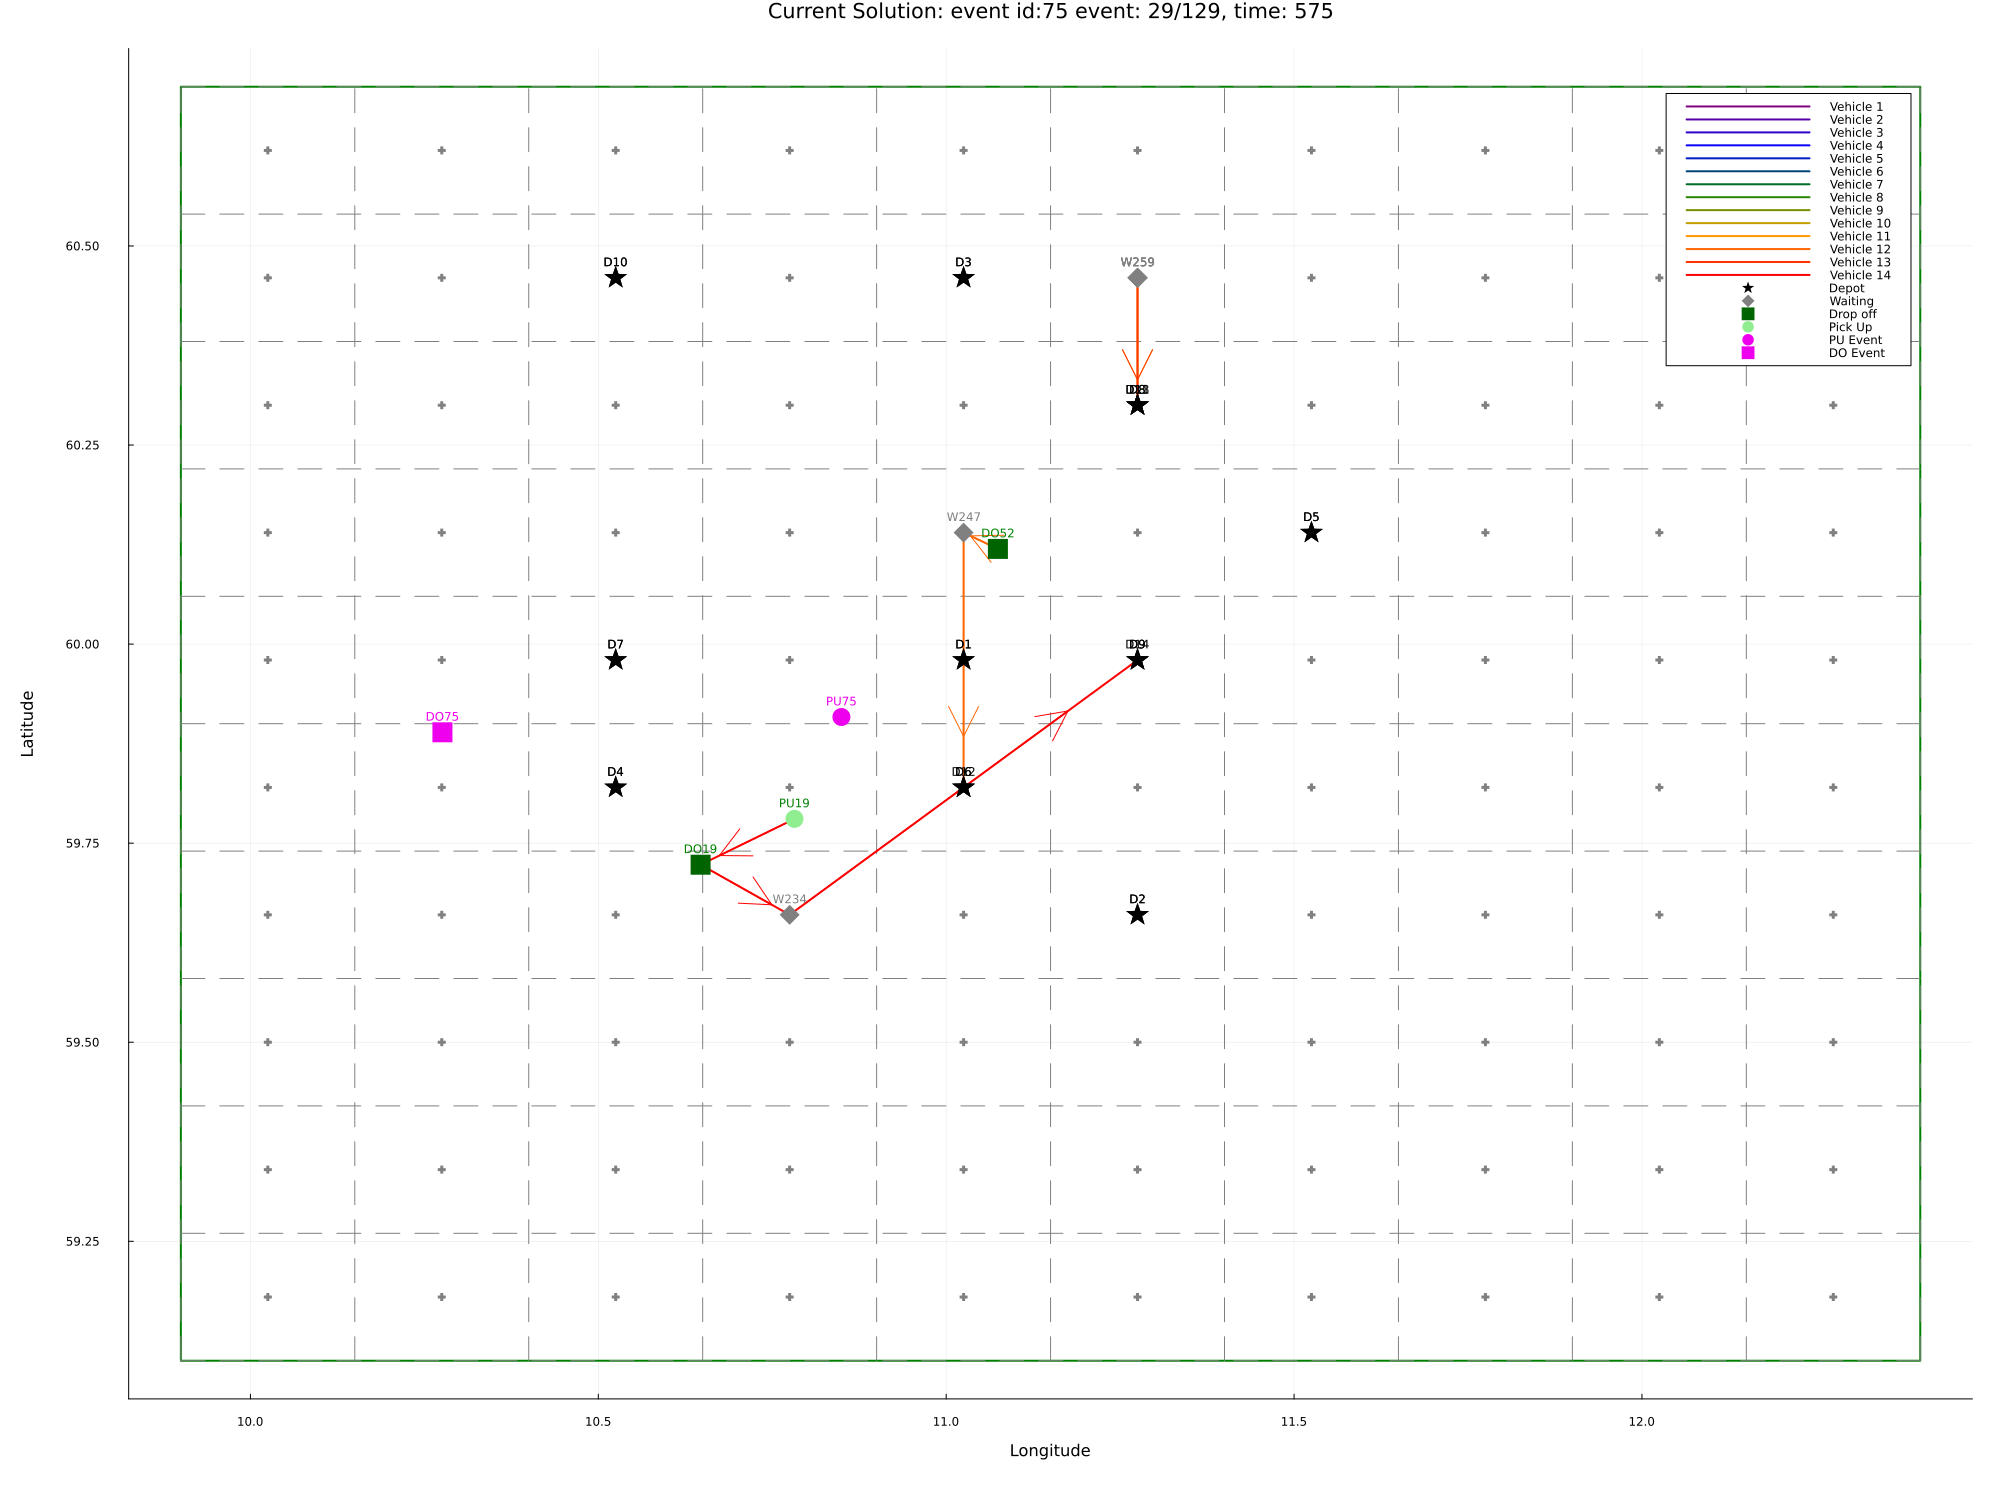 Current Solution: event id:75 event: 29/129, time: 575
Vehicle 1
Vehicle 2
Vehicle 3
Vehicle 4
Vehicle 5
Vehicle 6
Vehicle 7
Vehicle 8
Vehicle 9
Vehicle 10
Vehicle 11
Vehicle 12
Vehicle 13
Vehicle 14
Depot
Waiting
Drop off
Pick Up
PU Event
DO Event
60.50
D10
D3
W259
60.25
W247
DO52
D5
60.00
D7
D1
DO75
PU75
Latitude
D4
PU19
59.75
DO19
W234
D2
59.50
59.25
10.0
10.5
11.0
11.5
12.0
Longitude